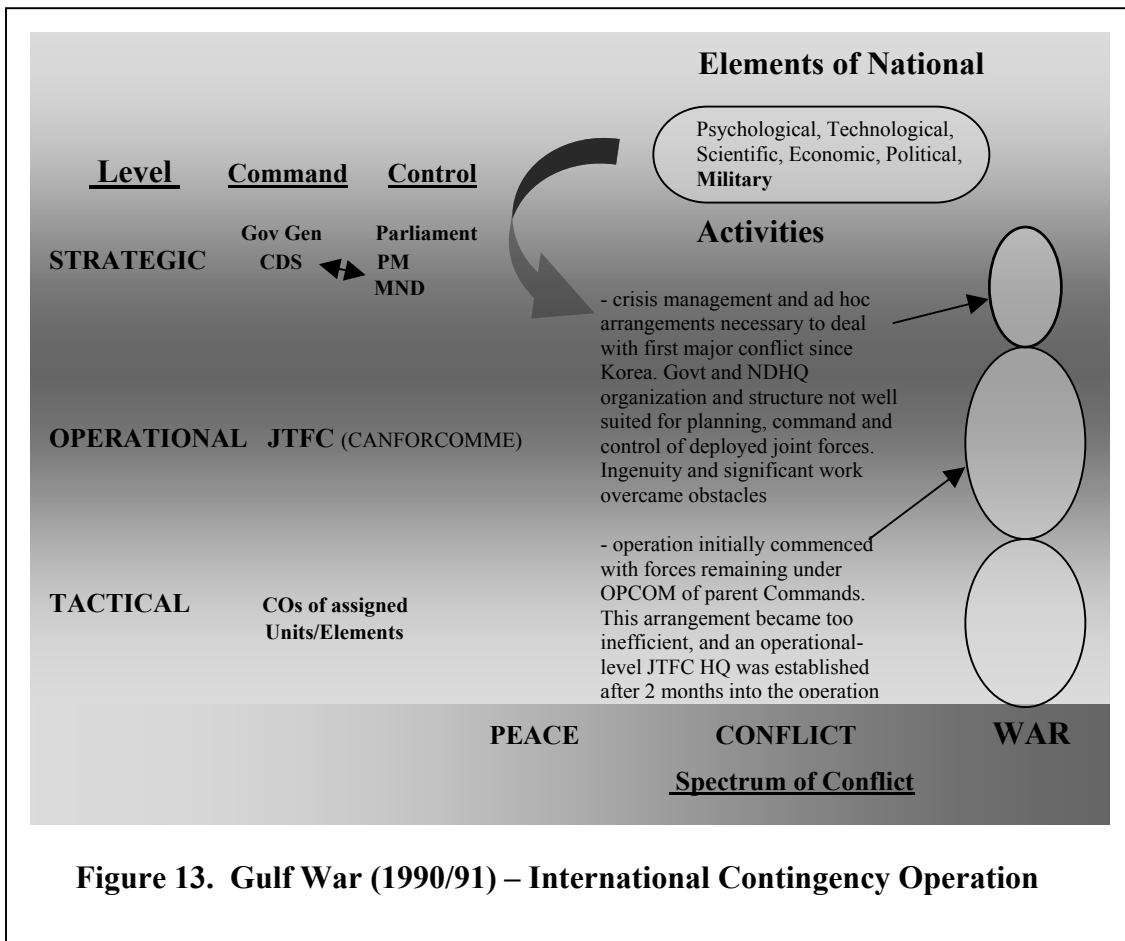 Elements of National
Psychological, Technological,
Scientific, Economic, Political,
Military
Level Command Control
Gov Gen Parliament
STRATEGIC CDS PM
MND
Activities
- crisis management and ad hoc
arrangements necessary to deal
with first major conflict since
Korea. Govt and NDHQ
organization and structure not well
suited for planning, command and
control of deployed joint forces.
Ingenuity and significant work
overcame obstacles
OPERATIONAL JTFC (CANFORCOMME)
- operation initially commenced
with forces remaining under
OPCOM of parent Commands.
This arrangement became too
inefficient, and an operational-
level JTFC HQ was established
after 2 months into the operation
TACTICAL COs of assigned
Units/Elements
PEACE CONFLICT WAR
Spectrum of Conflict
Figure 13. Gulf War (1990/91) – International Contingency Operation